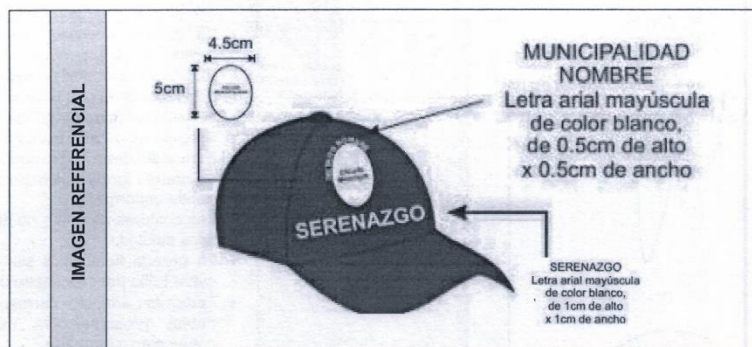 IMAGEN REFERENCIAL
4.5cm
5cm
MUNICIPALIDAD
NOMBRE
Letra arial mayúscula
de color blanco,
de 0.5cm de alto
x 0.5cm de ancho
SERENAZGO
SERENAZGO
Letra arial mayúscula
de color blanco,
de 1cm de alto
x 1cm de ancho